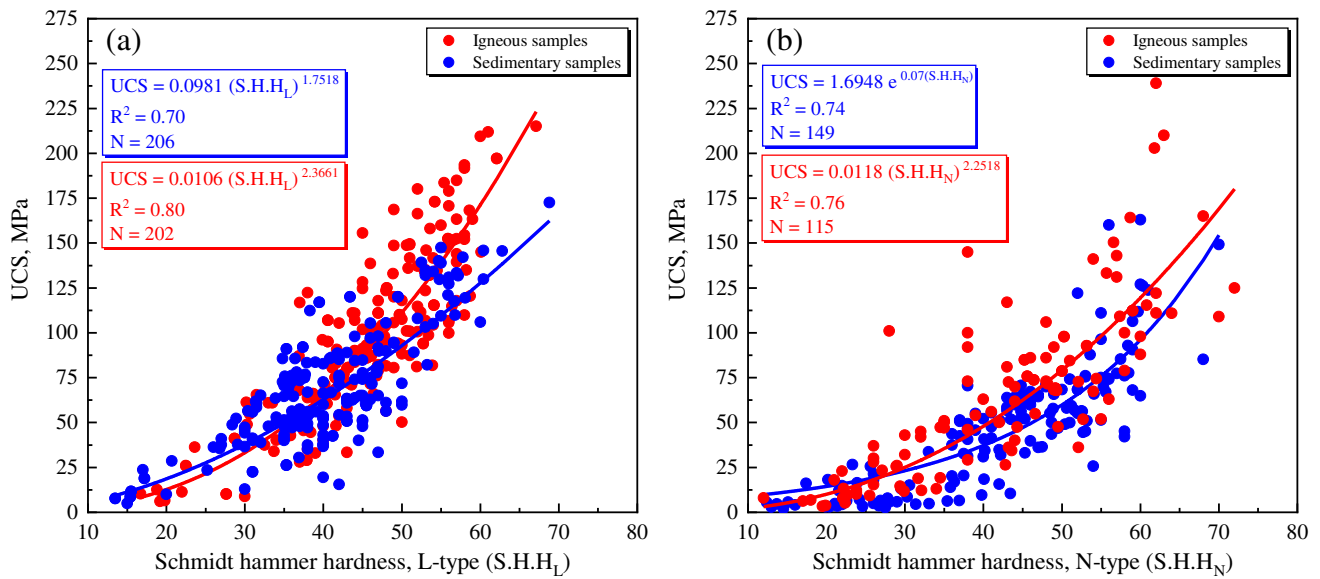 (a)
Igneous samples
Sedimentary samples
UCS = 0.0981 (S.H.H_L)^1.7518
R² = 0.70
N = 206
UCS = 0.0106 (S.H.H_L)^2.3661
R² = 0.80
N = 202
UCS, MPa
275
250
225
200
175
150
125
100
75
50
25
0
10 20 30 40 50 60 70 80
Schmidt hammer hardness, L-type (S.H.H_L)
(b)
Igneous samples
Sedimentary samples
UCS = 1.6948 e^0.07(S.H.H_N)
R² = 0.74
N = 149
UCS = 0.0118 (S.H.H_N)^2.2518
R² = 0.76
N = 115
UCS, MPa
275
250
225
200
175
150
125
100
75
50
25
0
10 20 30 40 50 60 70 80
Schmidt hammer hardness, N-type (S.H.H_N)